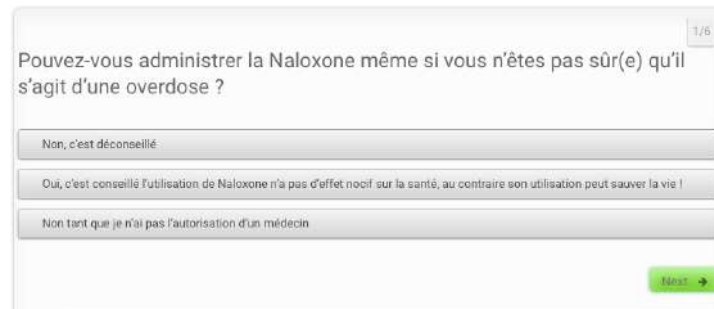 1/6
Pouvez-vous administrer la Naloxone même si vous n'êtes pas sûr(e) qu'il
s'agit d'une overdose ?
Non, c'est déconseillé
Oui, c'est conseillé l'utilisation de Naloxone n'a pas d'effet nocif sur la santé, au contraire son utilisation peut sauver la vie !
Non tant que je n'ai pas l'autorisation d'un médecin
Next